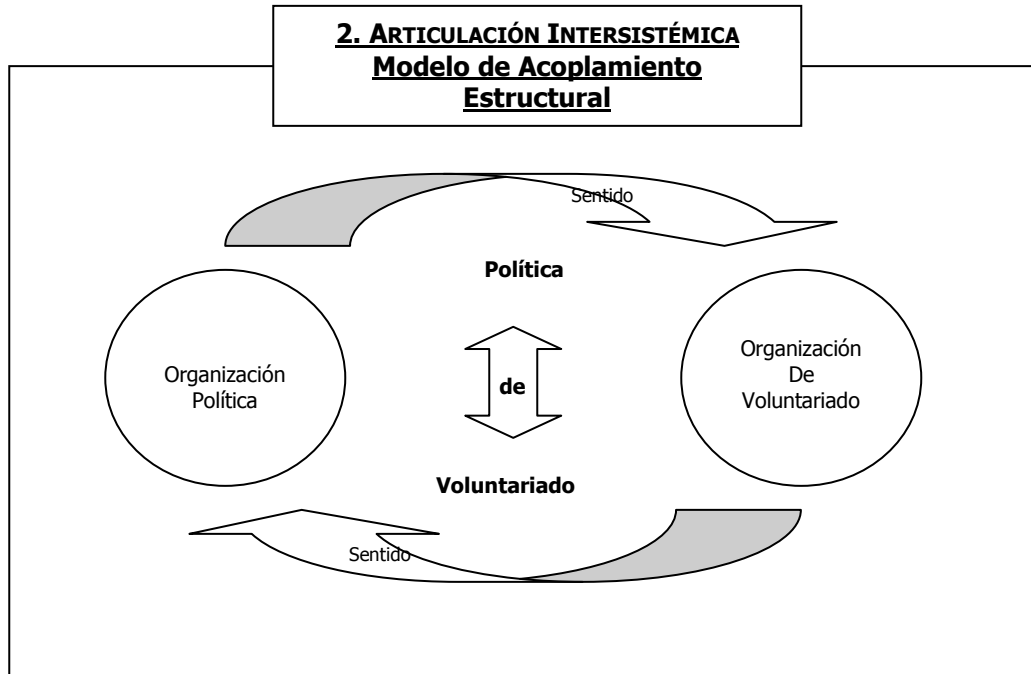 2. ARTICULACIÓN INTERSISTÉMICA
Modelo de Acoplamiento
Estructural
Sentido
Política
Organización
Política
de
Organización
De
Voluntariado
Voluntariado
Sentido